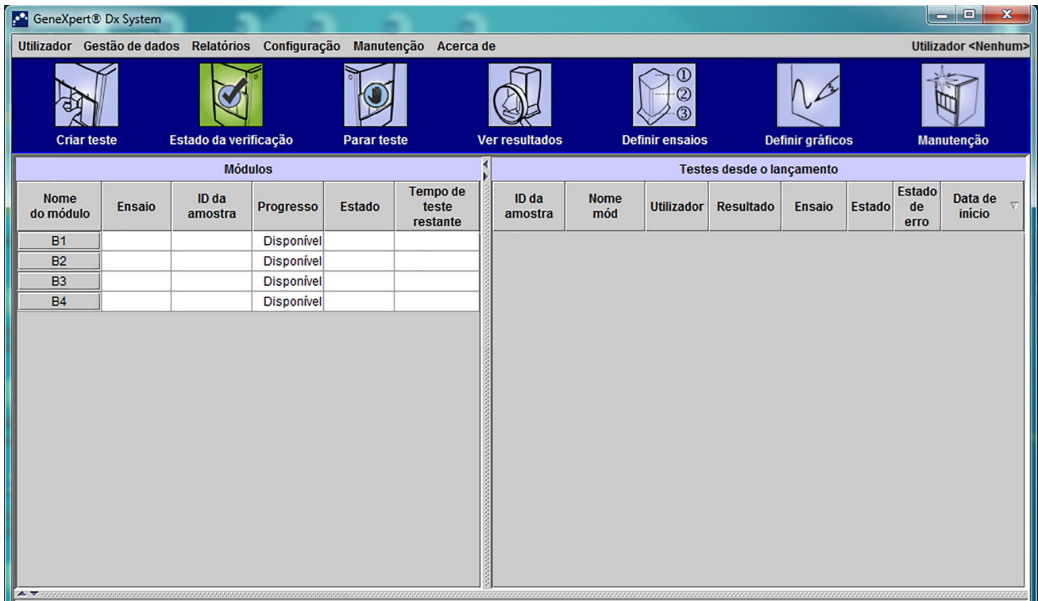 GeneXpert® Dx System
Utilizador Gestão de dados Relatórios Configuração Manutenção Acerca de Utilizador <Nenhum>
Criar teste Estado da verificação Parar teste Ver resultados Definir ensaios Definir gráficos Manutenção
Módulos
Nome do módulo Ensaio ID da amostra Progresso Estado Tempo de teste restante
B1 Disponível
B2 Disponível
B3 Disponível
B4 Disponível
Testes desde o lançamento
ID da amostra Nome mód Utilizador Resultado Ensaio Estado Estado de erro Data de início